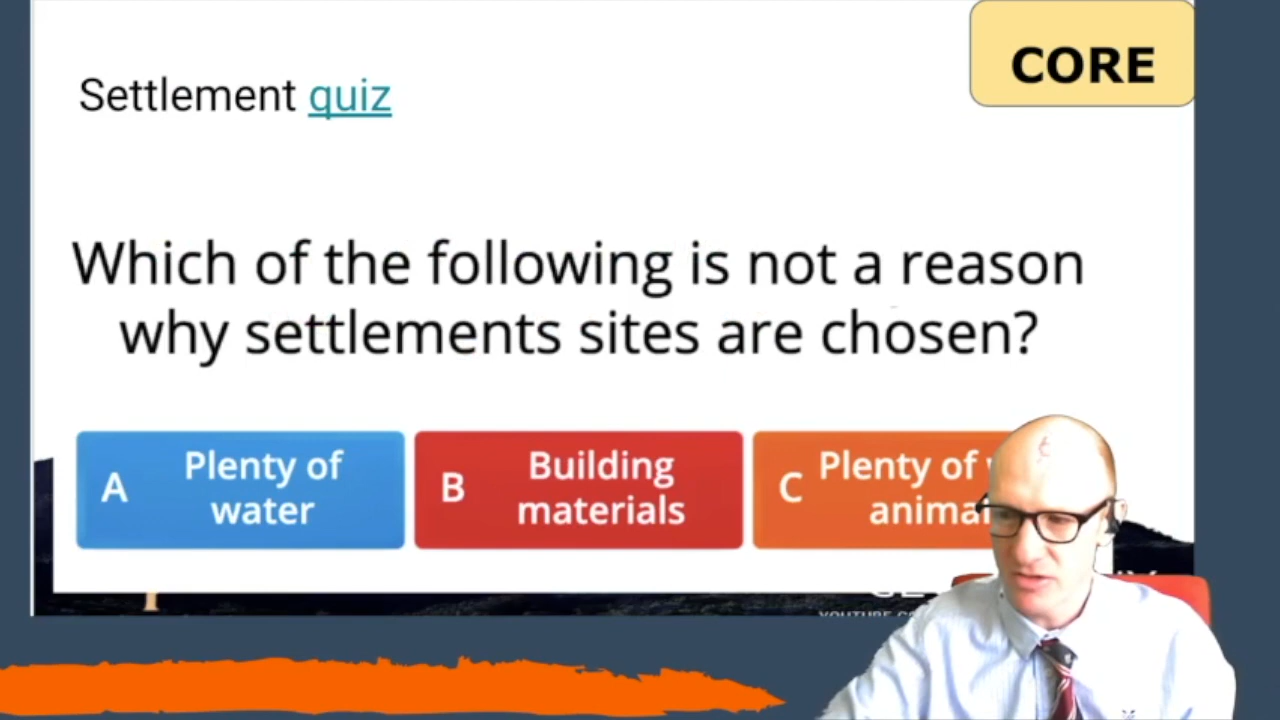 CORE
Settlement quiz
Which of the following is not a reason
why settlements sites are chosen?
A
Plenty of
water
B
Building
materials
C
Plenty of